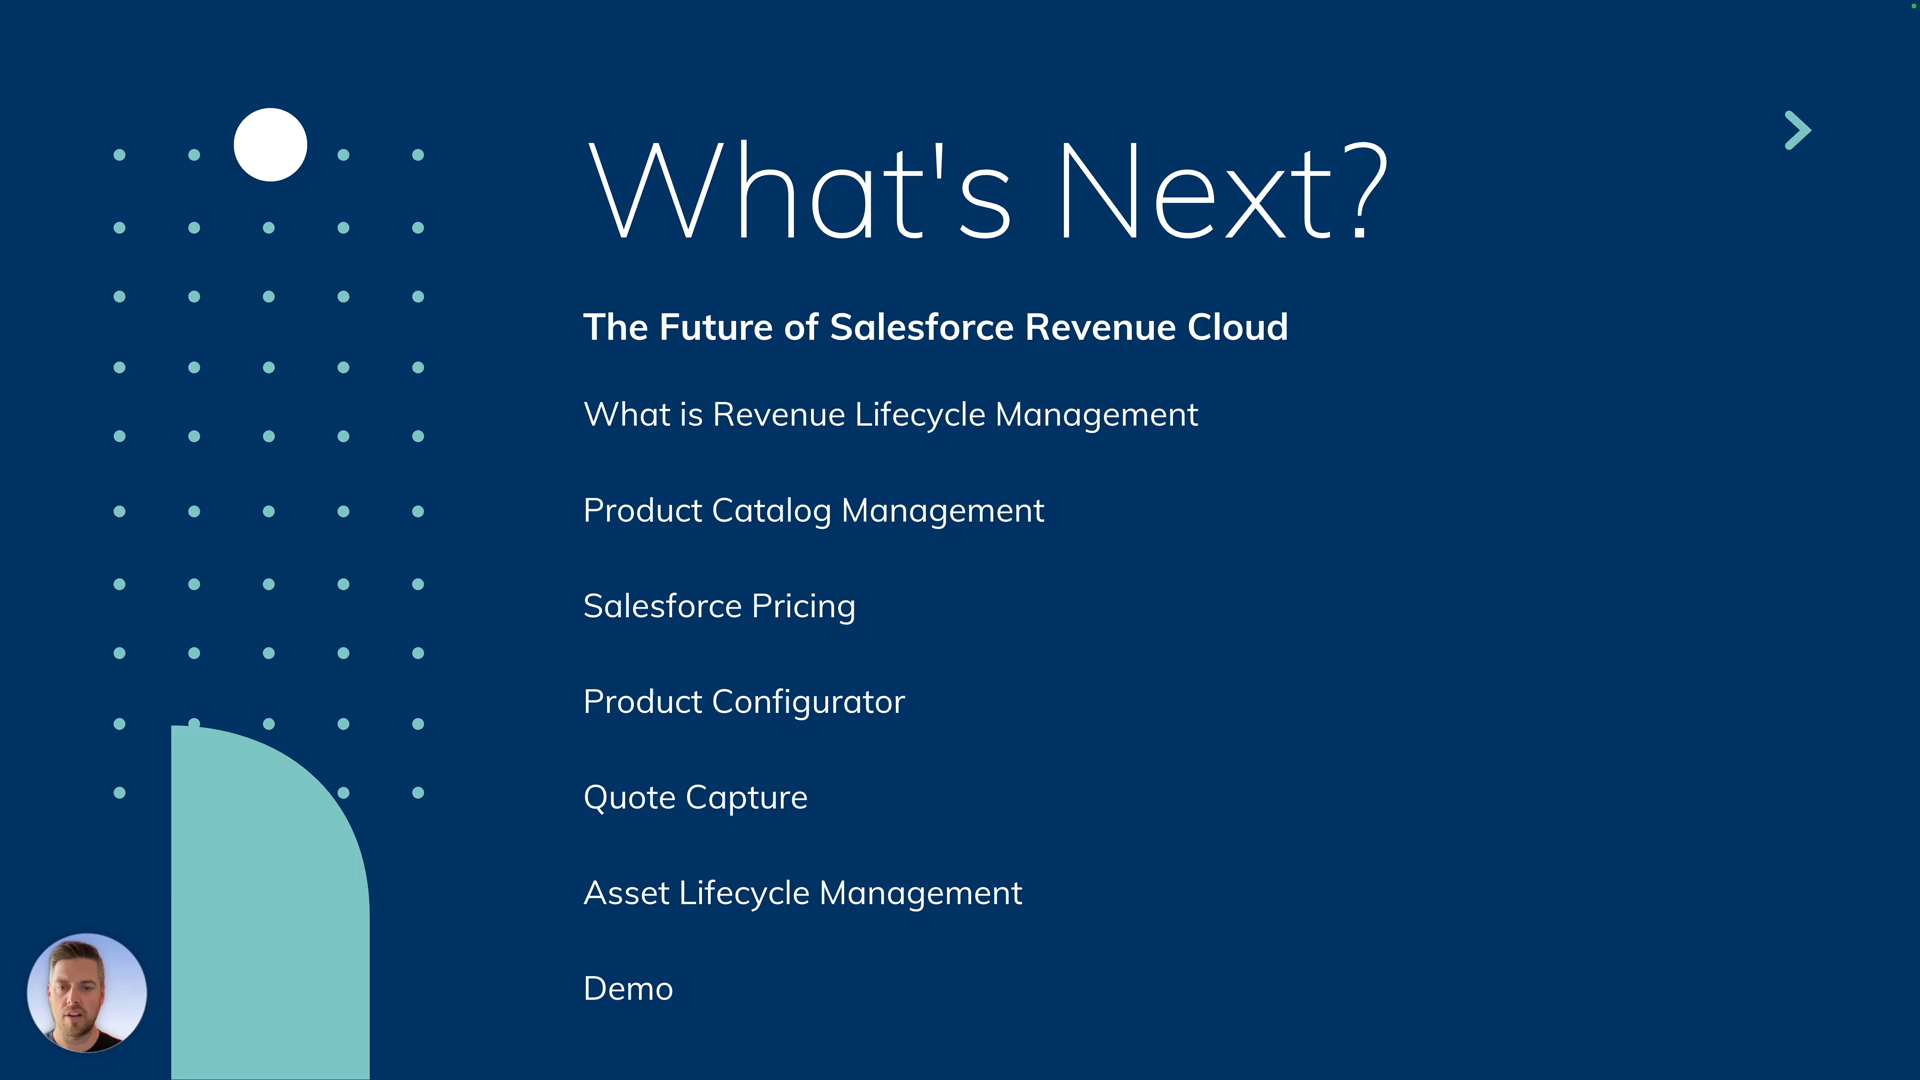 What's Next?
The Future of Salesforce Revenue Cloud
What is Revenue Lifecycle Management
Product Catalog Management
Salesforce Pricing
Product Configurator
Quote Capture
Asset Lifecycle Management
Demo